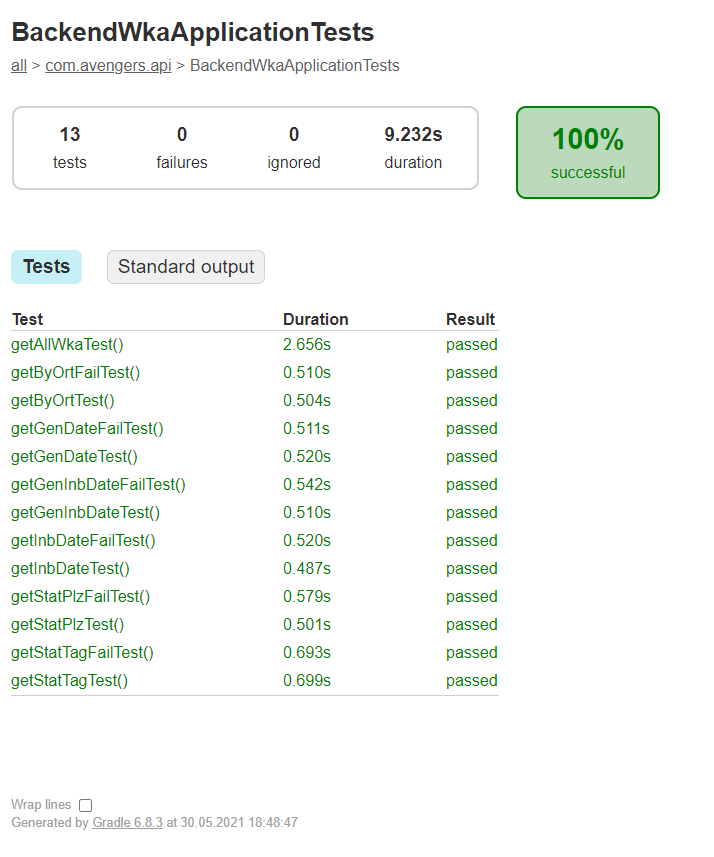 BackendWkaApplicationTests
all > com.avengers.api > BackendWkaApplicationTests
13 0 0 9.232s
tests failures ignored duration
100%
successful
Tests Standard output
Test Duration Result
getAllWkaTest() 2.656s passed
getByOrtFailTest() 0.510s passed
getByOrtTest() 0.504s passed
getGenDateFailTest() 0.511s passed
getGenDateTest() 0.520s passed
getGenInbDateFailTest() 0.542s passed
getGenInbDateTest() 0.510s passed
getInbDateFailTest() 0.520s passed
getInbDateTest() 0.487s passed
getStatPlzFailTest() 0.579s passed
getStatPlzTest() 0.501s passed
getStatTagFailTest() 0.693s passed
getStatTagTest() 0.699s passed
Wrap lines
Generated by Gradle 6.8.3 at 30.05.2021 18:48:47